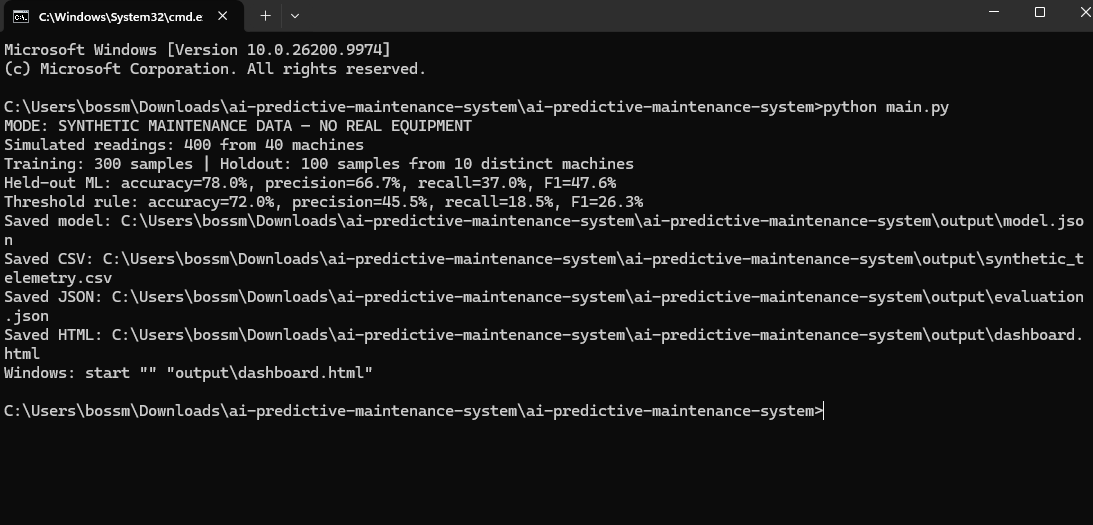 C:\Windows\System32\cmd.e
Microsoft Windows [Version 10.0.26200.9974]
(c) Microsoft Corporation. All rights reserved.
C:\Users\bossm\Downloads\ai-predictive-maintenance-system\ai-predictive-maintenance-system>python main.py
MODE: SYNTHETIC MAINTENANCE DATA — NO REAL EQUIPMENT
Simulated readings: 400 from 40 machines
Training: 300 samples | Holdout: 100 samples from 10 distinct machines
Held-out ML: accuracy=78.0%, precision=66.7%, recall=37.0%, F1=47.6%
Threshold rule: accuracy=72.0%, precision=45.5%, recall=18.5%, F1=26.3%
Saved model: C:\Users\bossm\Downloads\ai-predictive-maintenance-system\ai-predictive-maintenance-system\output\model.jso
n
Saved CSV: C:\Users\bossm\Downloads\ai-predictive-maintenance-system\ai-predictive-maintenance-system\output\synthetic_t
elemetry.csv
Saved JSON: C:\Users\bossm\Downloads\ai-predictive-maintenance-system\ai-predictive-maintenance-system\output\evaluation
.json
Saved HTML: C:\Users\bossm\Downloads\ai-predictive-maintenance-system\ai-predictive-maintenance-system\output\dashboard.
html
Windows: start "" "output\dashboard.html"
C:\Users\bossm\Downloads\ai-predictive-maintenance-system\ai-predictive-maintenance-system>